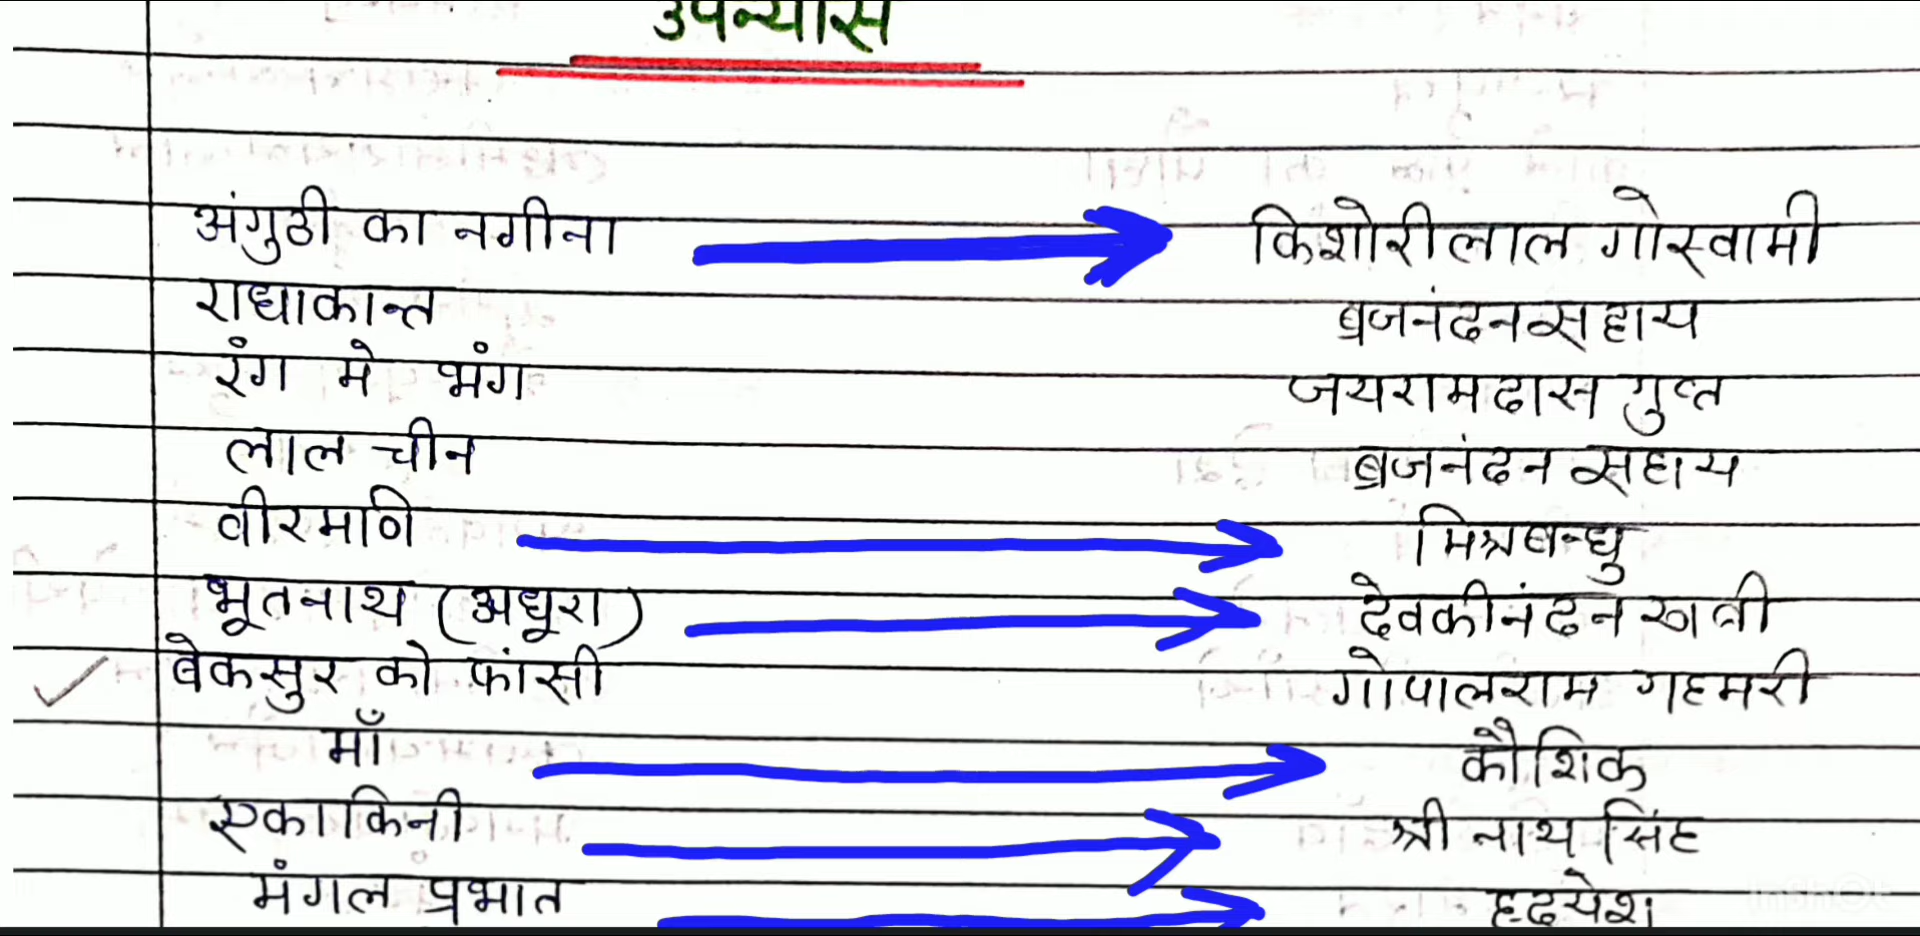 उपन्यास
अंगुठी का नगीना किशोरीलाल गोस्वामी
राधाकान्त ब्रजनंदन सहाय
रंग मे भंग जयरामदास गुप्त
लाल चीन ब्रजनंदन सहाय
वीरमणि मिश्रबन्धु
भूतनाथ (अधूरा) देवकीनंदन खत्री
बेकसुर को फांसी गोपालराम गहमरी
माँ कौशिक
एकाकिनी श्री नाथ सिंह
मंगल प्रभात हृदयेश